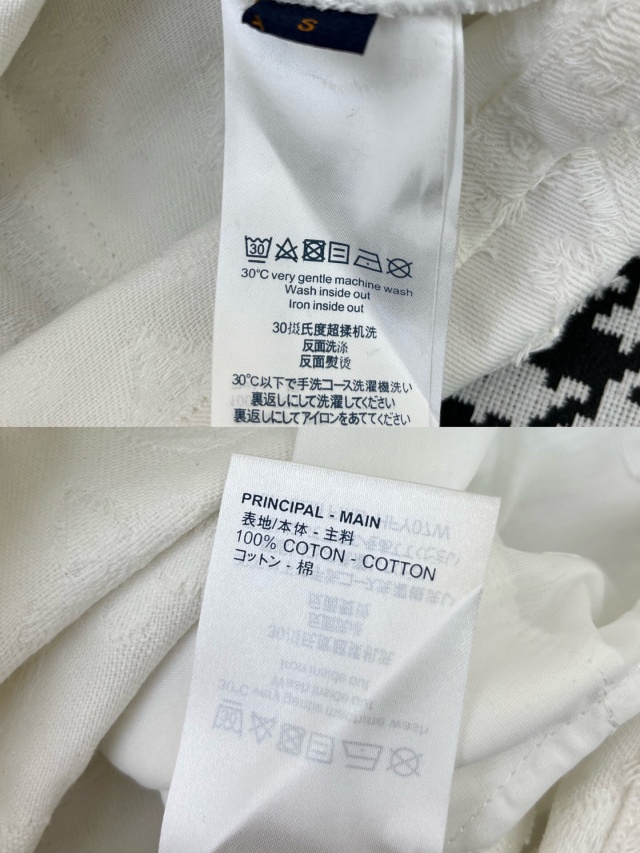 S
30
30℃ very gentle machine wash
Wash inside out
Iron inside out
30摄氏度超揉机洗
反面洗涤
反面熨烫
30℃以下で手洗コース洗濯機洗い
裏返しにして洗濯してください
裏返しにしてアイロンをあててください
PRINCIPAL - MAIN
表地/本体 - 主料
100% COTON - COTTON
コットン - 棉